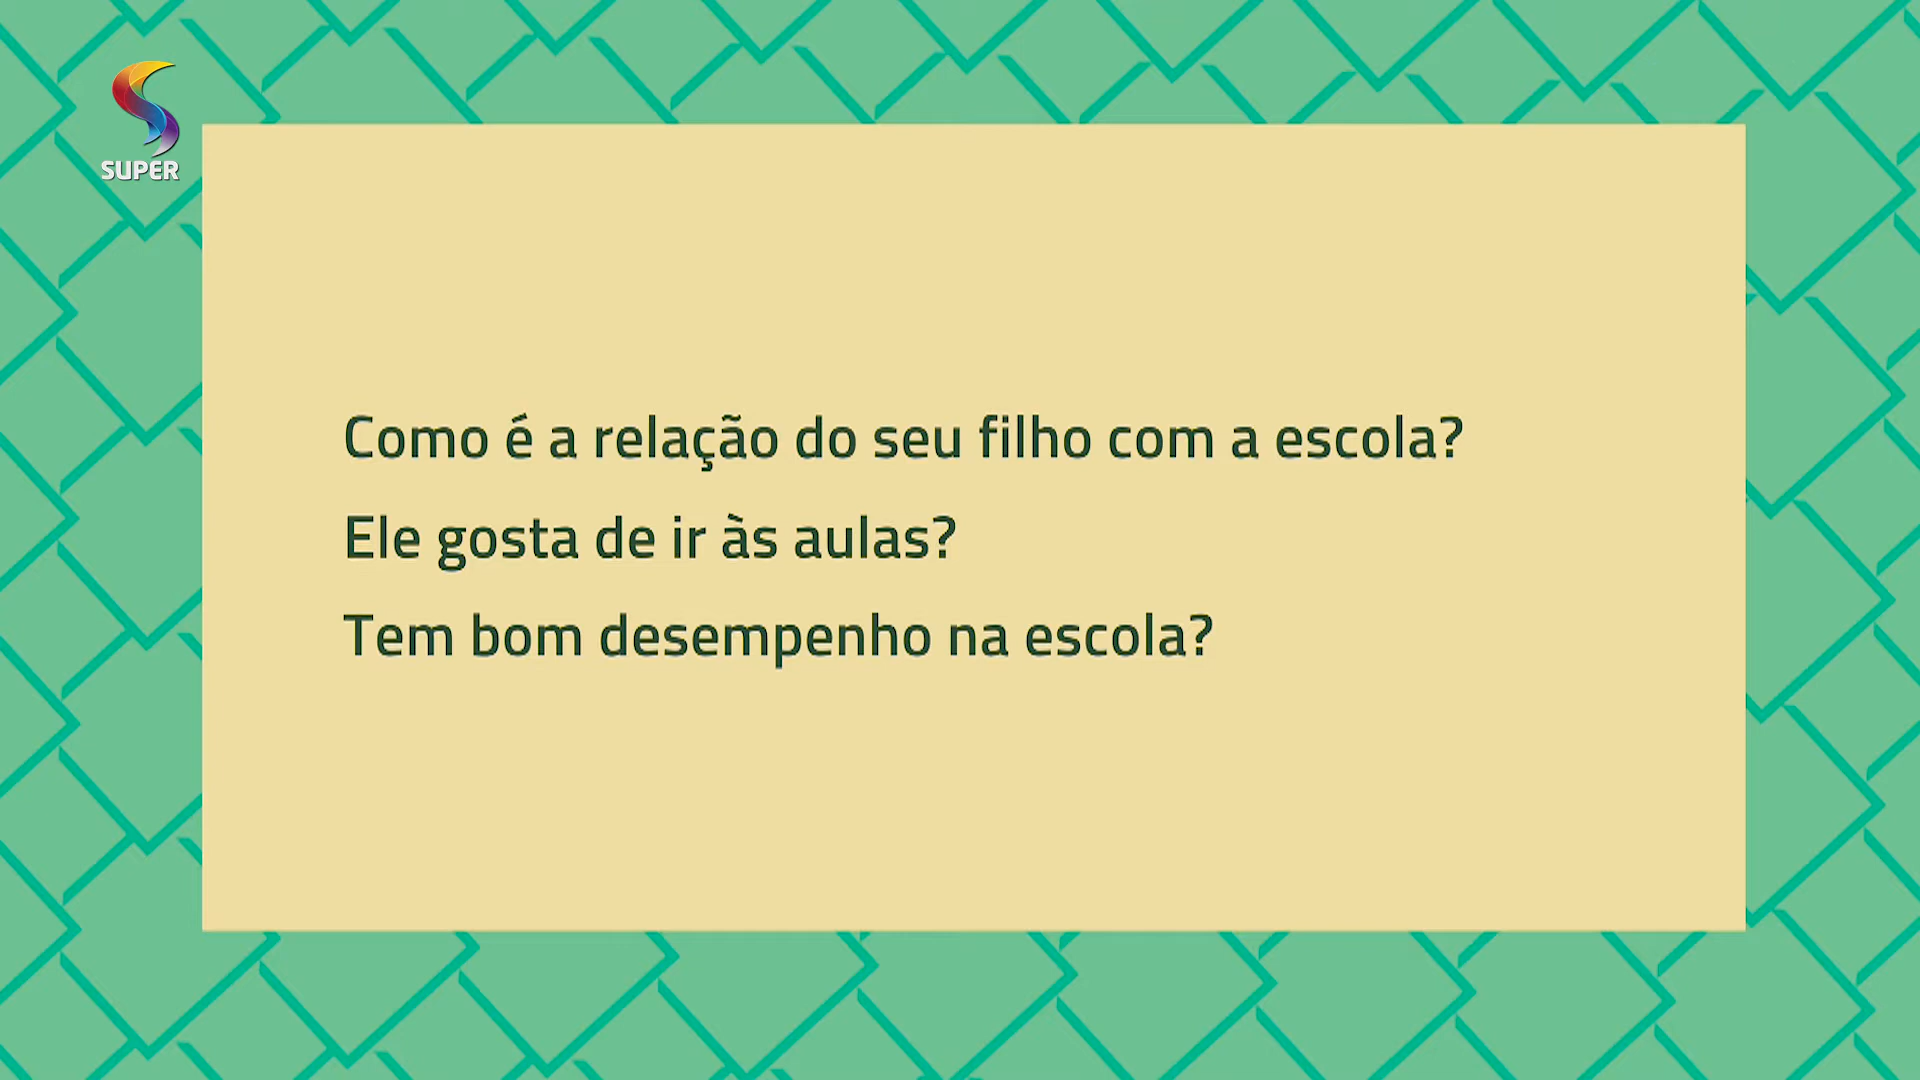 SUPER
Como é a relação do seu filho com a escola?
Ele gosta de ir às aulas?
Tem bom desempenho na escola?